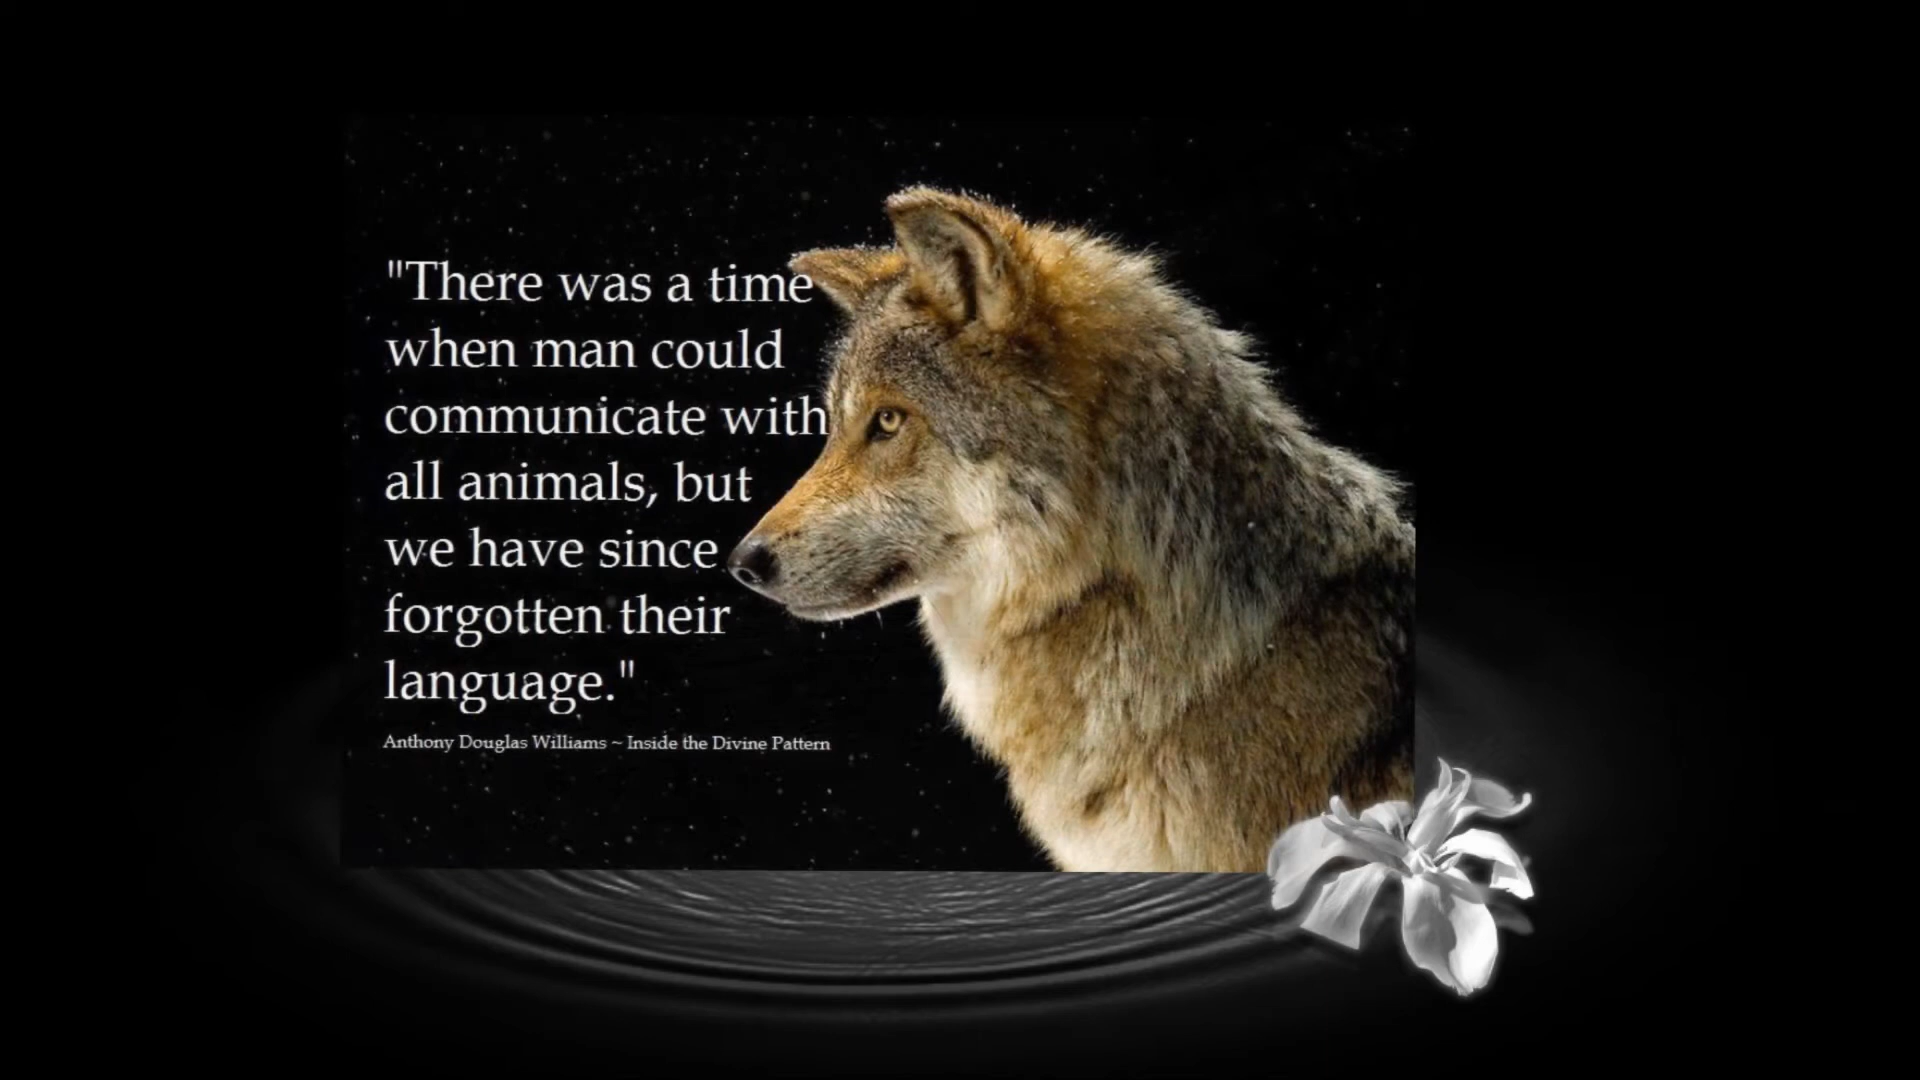 "There was a time
when man could
communicate with
all animals, but
we have since
forgotten their
language."
Anthony Douglas Williams ~ Inside the Divine Pattern